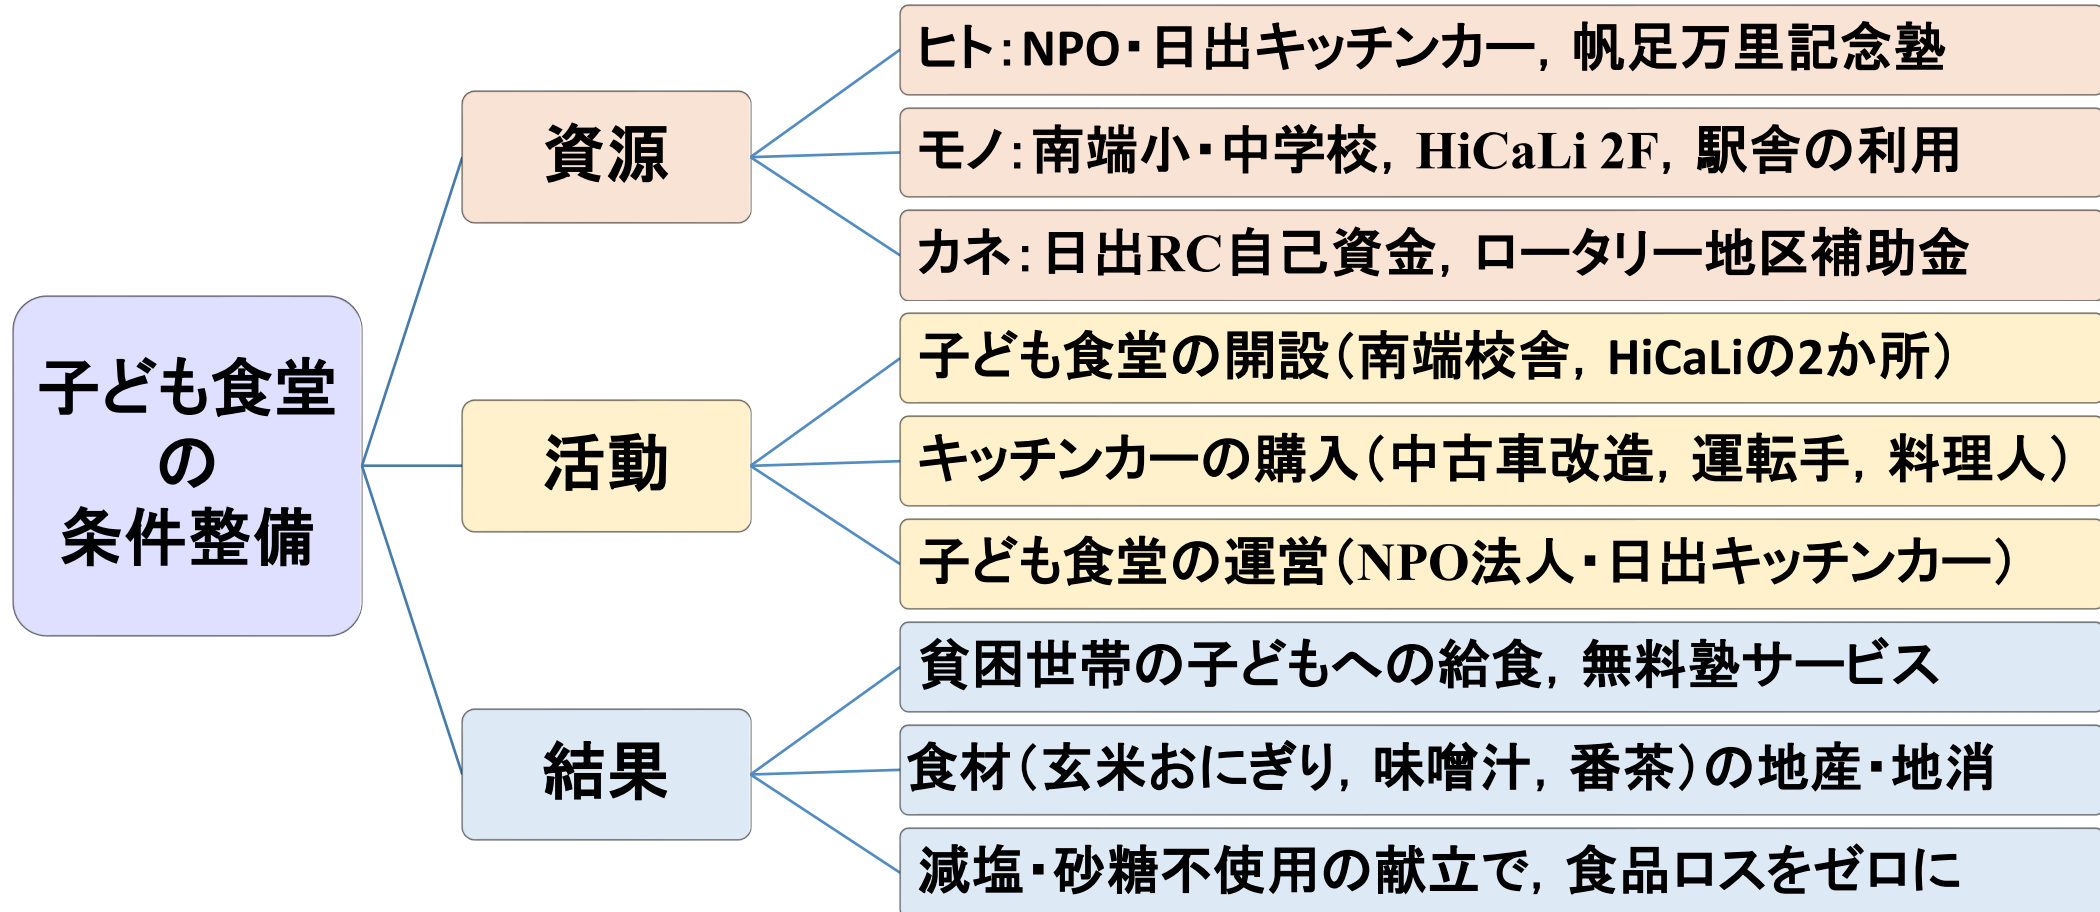 子ども食堂
の
条件整備
資源
ヒト：NPO・日出キッチンカー，帆足万里記念塾
モノ：南端小・中学校，HiCaLi 2F，駅舎の利用
カネ：日出RC自己資金，ロータリー地区補助金
活動
子ども食堂の開設（南端校舎，HiCaLiの2か所）
キッチンカーの購入（中古車改造，運転手，料理人）
子ども食堂の運営（NPO法人・日出キッチンカー）
結果
貧困世帯の子どもへの給食，無料塾サービス
食材（玄米おにぎり，味噌汁，番茶）の地産・地消
減塩・砂糖不使用の献立で，食品ロスをゼロに